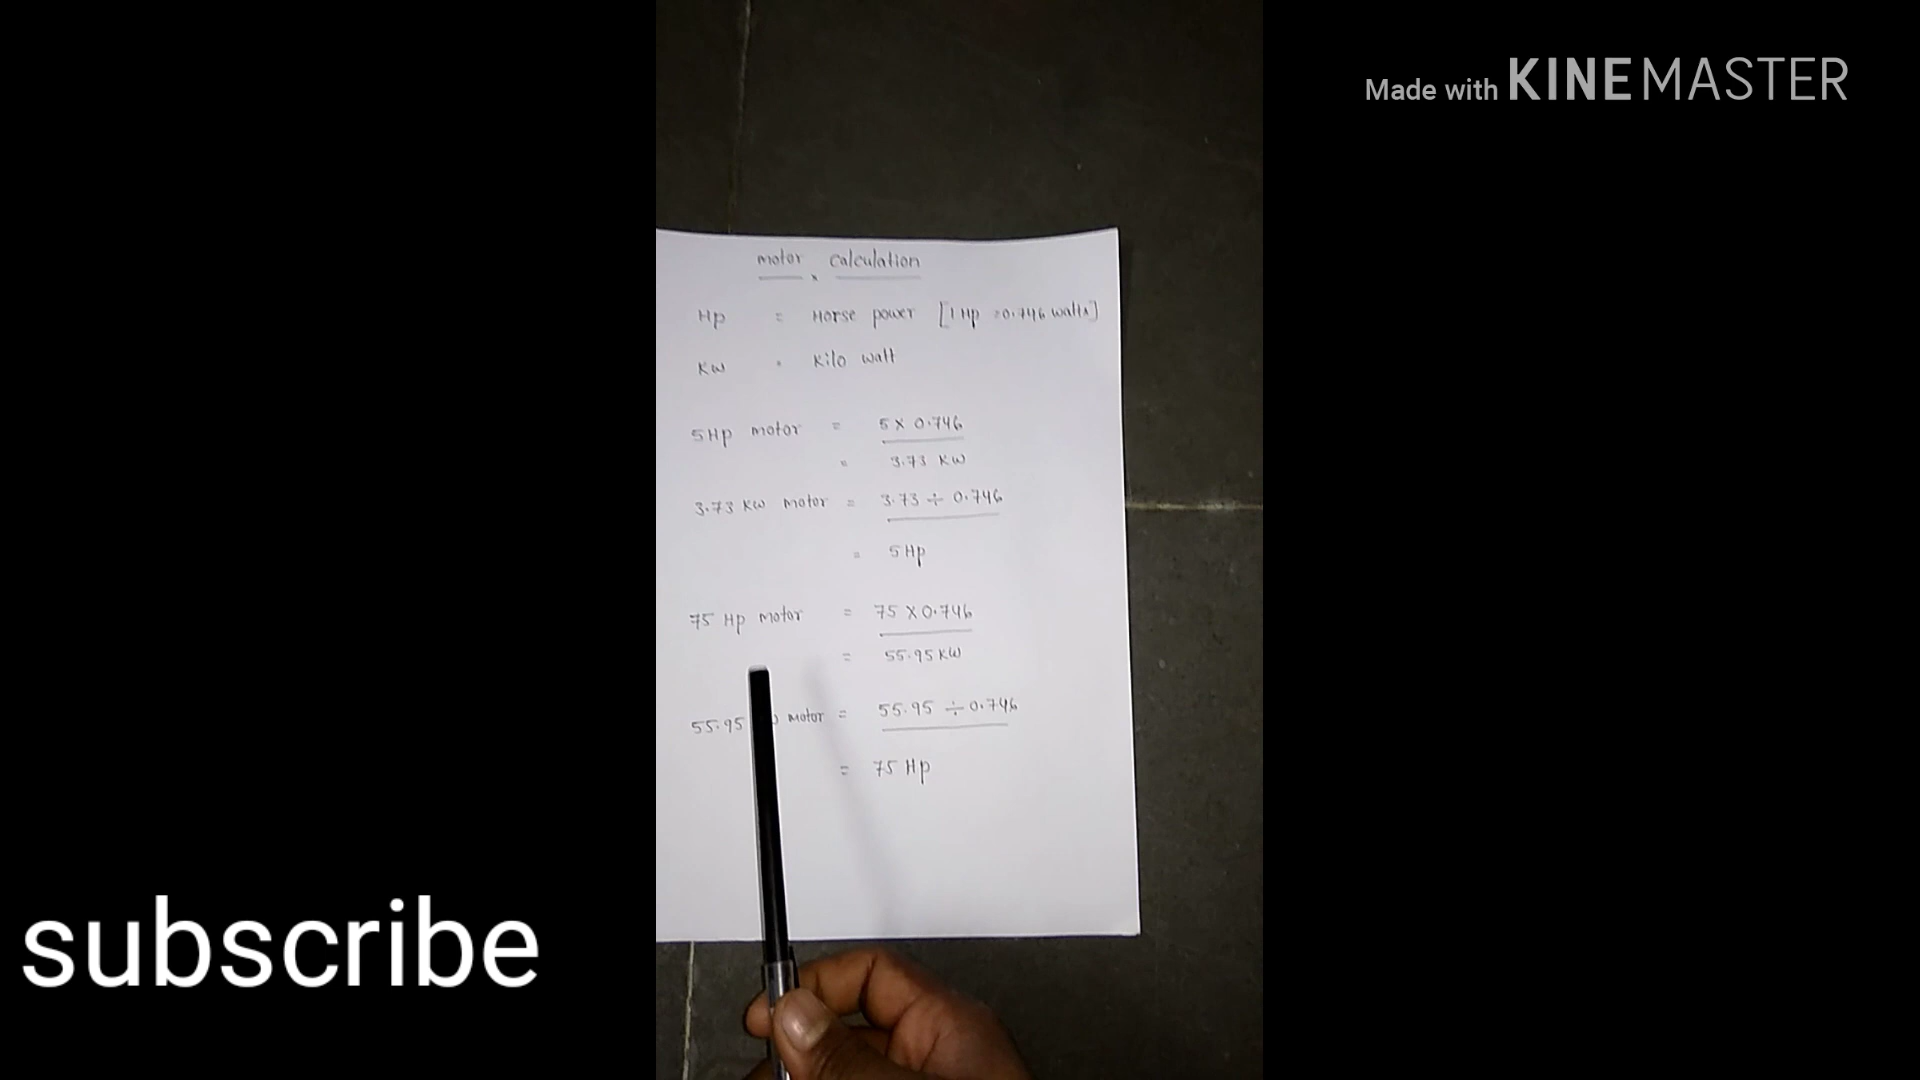 Made with KINEMASTER
motor calculation
Hp = Horse power [1 Hp = 0.746 watts]
Kw = Kilo watt
5Hp motor = 5 x 0.746
= 3.73 Kw
3.73 Kw motor = 3.73 ÷ 0.746
= 5 Hp
75 Hp motor = 75 x 0.746
= 55.95 KW
55.95 motor = 55.95 ÷ 0.746
= 75 Hp
subscribe